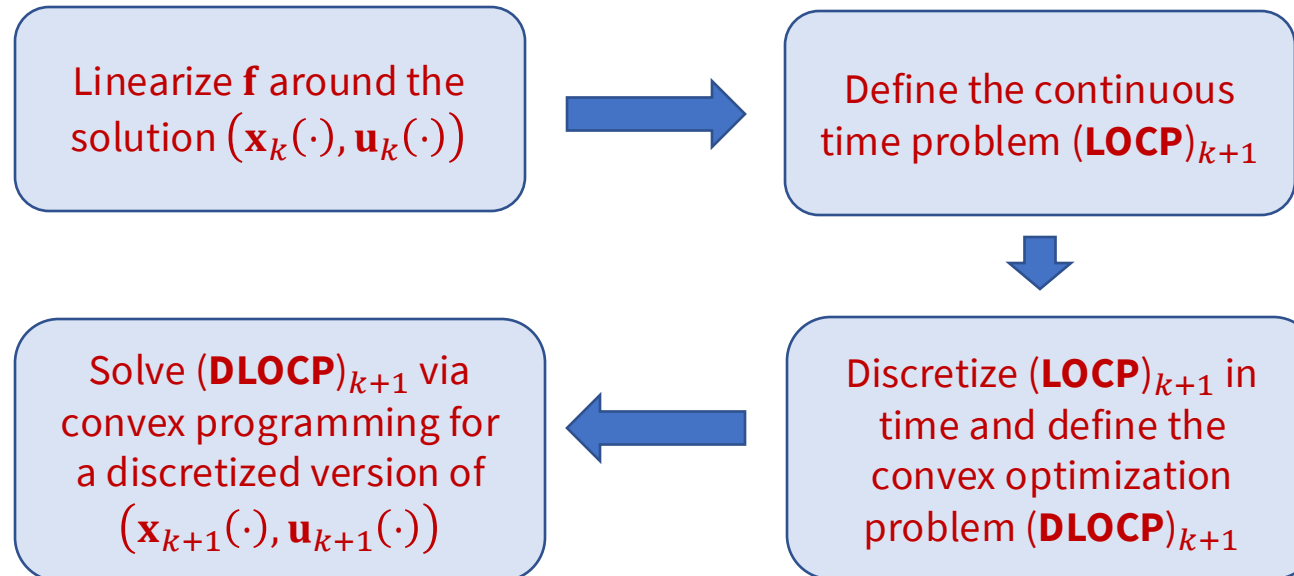 Linearize f around the
solution (x_k(·), u_k(·))
Define the continuous
time problem (LOCP)_{k+1}
Discretize (LOCP)_{k+1} in
time and define the
convex optimization
problem (DLOCP)_{k+1}
Solve (DLOCP)_{k+1} via
convex programming for
a discretized version of
(x_{k+1}(·), u_{k+1}(·))